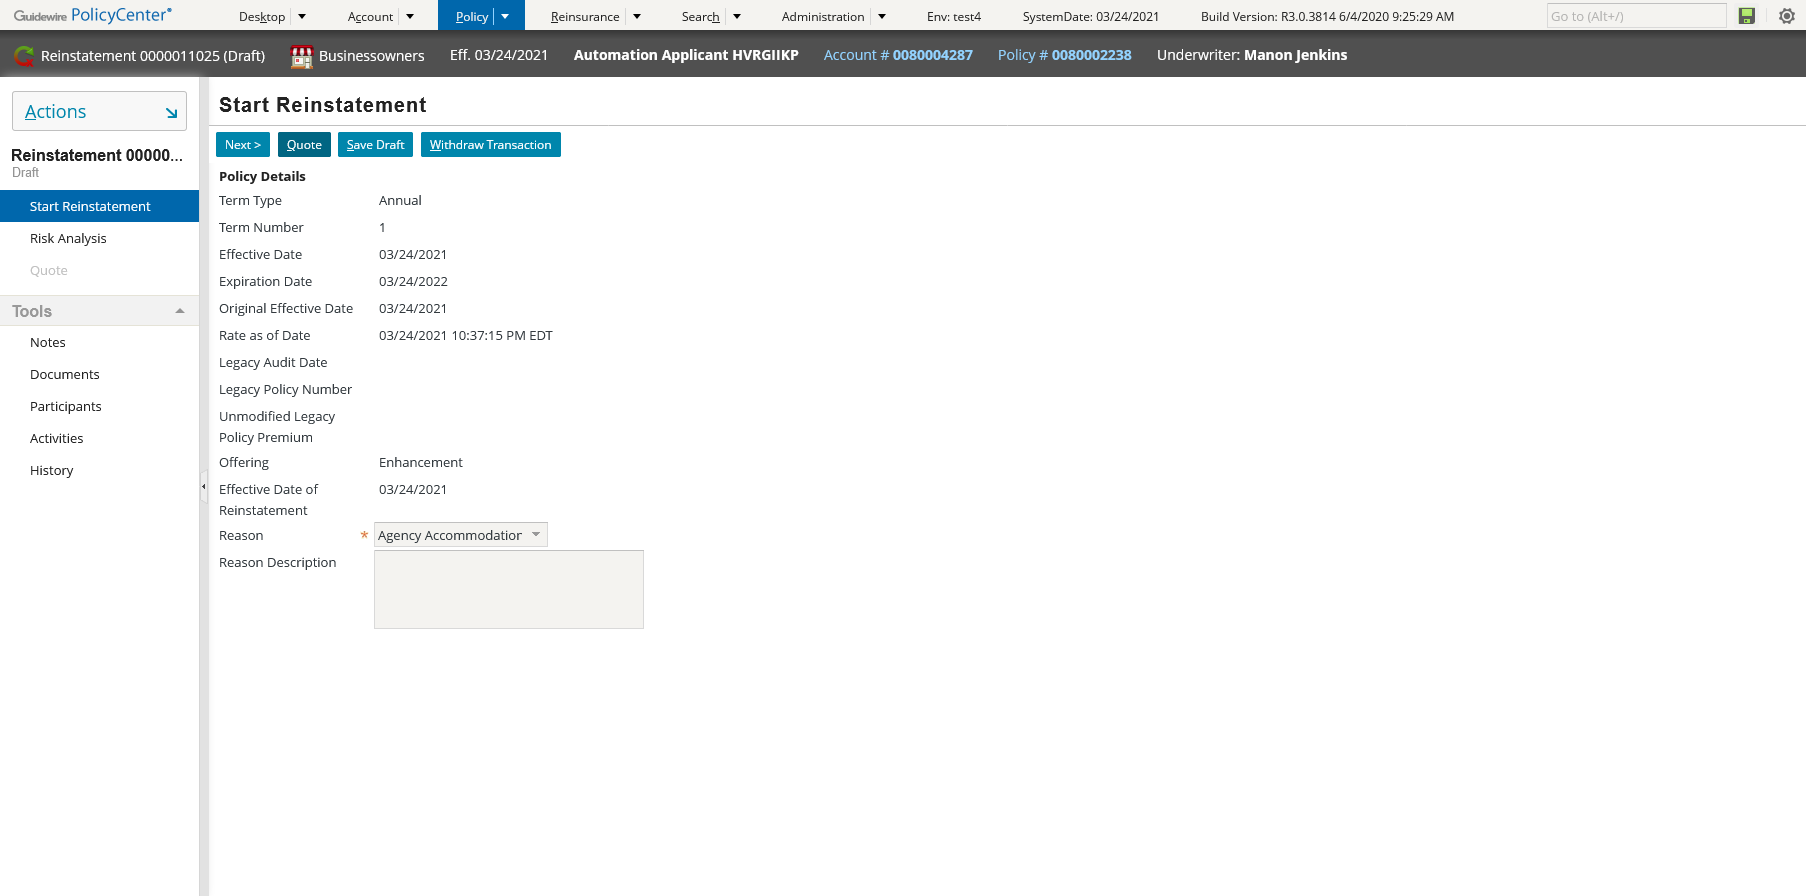 Guidewire PolicyCenter® Desktop Account Policy Reinsurance Search Administration Env: test4 SystemDate: 03/24/2021 Build Version: R3.0.3814 6/4/2020 9:25:29 AM Go to (Alt+/)
Reinstatement 0000011025 (Draft) Businessowners Eff. 03/24/2021 Automation Applicant HVRGIIKP Account # 0080004287 Policy # 0080002238 Underwriter: Manon Jenkins
Actions
Reinstatement 00000...
Draft
Start Reinstatement
Risk Analysis
Quote
Tools
Notes
Documents
Participants
Activities
History
Start Reinstatement
Next > Quote Save Draft Withdraw Transaction
Policy Details
Term Type Annual
Term Number 1
Effective Date 03/24/2021
Expiration Date 03/24/2022
Original Effective Date 03/24/2021
Rate as of Date 03/24/2021 10:37:15 PM EDT
Legacy Audit Date
Legacy Policy Number
Unmodified Legacy
Policy Premium
Offering Enhancement
Effective Date of 03/24/2021
Reinstatement
Reason * Agency Accommodation
Reason Description